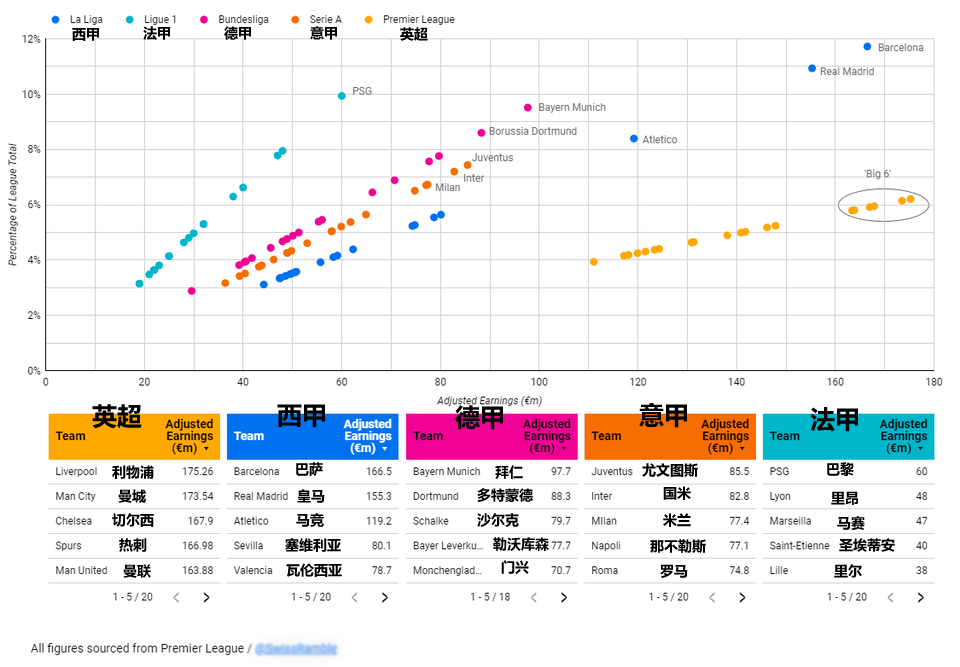 La Liga Ligue 1 Bundesliga Serie A Premier League
西甲 法甲 德甲 意甲 英超
12%
10%
8%
6%
4%
2%
0%
Percentage of League Total
Barcelona
Real Madrid
PSG
Bayern Munich
Borussia Dortmund
Atletico
Juventus
Inter
Milan
'Big 6'
0 20 40 60 80 100 120 140 160 180
Adjusted Earnings (€m)
英超 西甲 德甲 意甲 法甲
Team Adjusted Earnings (€m) Team Adjusted Earnings (€m) Team Adjusted Earnings (€m) Team Adjusted Earnings (€m) Team Adjusted Earnings (€m)
Liverpool 利物浦 175.26 Barcelona 巴萨 166.5 Bayern Munich 拜仁 97.7 Juventus 尤文图斯 85.5 PSG 巴黎 60
Man City 曼城 173.54 Real Madrid 皇马 155.3 Dortmund 多特蒙德 88.3 Inter 国米 82.8 Lyon 里昂 48
Chelsea 切尔西 167.9 Atletico 马竞 119.2 Schalke 沙尔克 79.7 MIlan 米兰 77.4 Marseilla 马赛 47
Spurs 热刺 166.98 Sevilla 塞维利亚 80.1 Bayer Leverku... 勒沃库森 77.7 Napoli 那不勒斯 77.1 Saint-Etienne 圣埃蒂安 40
Man United 曼联 163.88 Valencia 瓦伦西亚 78.7 Monchenglad... 门兴 70.7 Roma 罗马 74.8 Lille 里尔 38
1 - 5 / 20 1 - 5 / 20 1 - 5 / 18 1 - 5 / 20 1 - 5 / 20
All figures sourced from Premier League / @SwissRamble